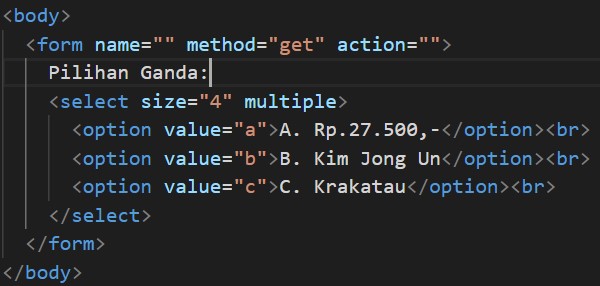 <body>
<form name="" method="get" action="">
Pilihan Ganda:
<select size="4" multiple>
<option value="a">A. Rp.27.500,-</option><br>
<option value="b">B. Kim Jong Un</option><br>
<option value="c">C. Krakatau</option><br>
</select>
</form>
</body>